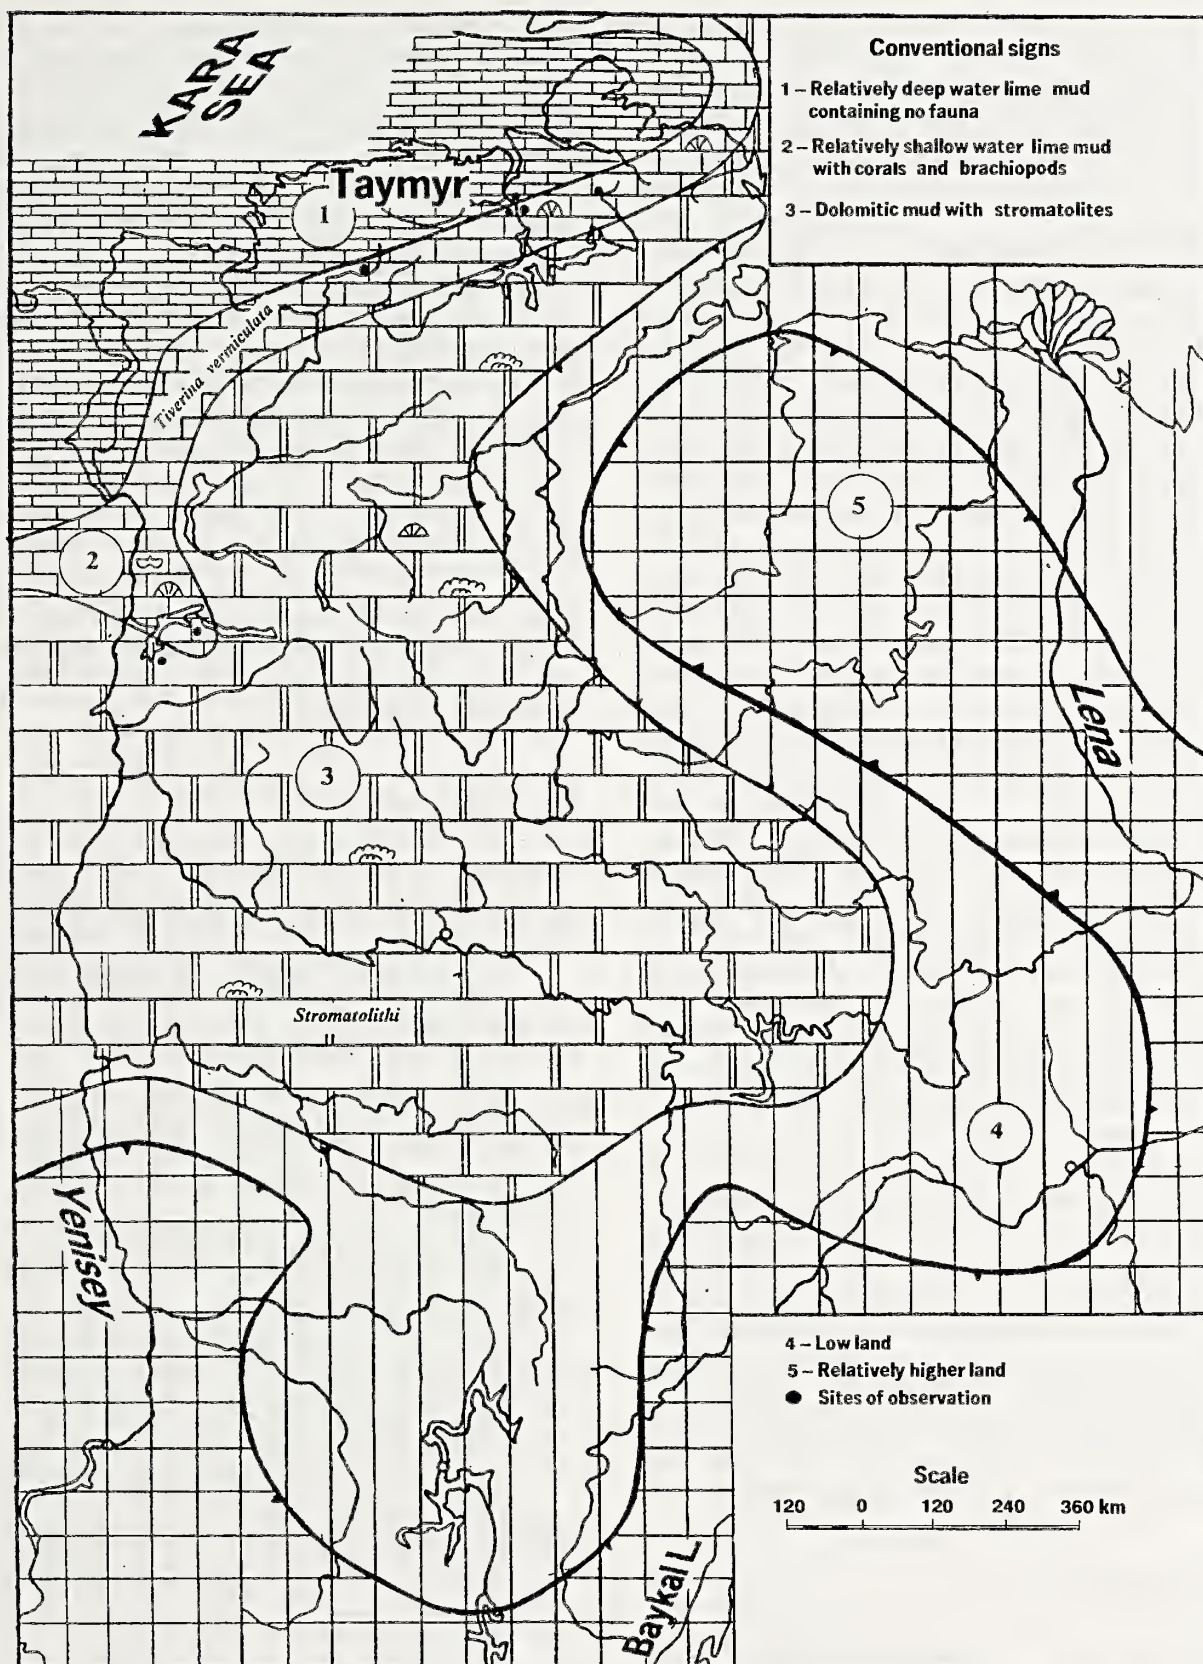 KARA
SEA
Conventional signs
1 – Relatively deep water lime mud
containing no fauna
2 – Relatively shallow water lime mud
with corals and brachiopods
3 – Dolomitic mud with stromatolites
Taymyr
1
Tiverina vermiculata
5
2
Lena
3
Stromatolithi
4
Yenisey
4 – Low land
5 – Relatively higher land
Sites of observation
Scale
120 0 120 240 360 km
Baykal L.